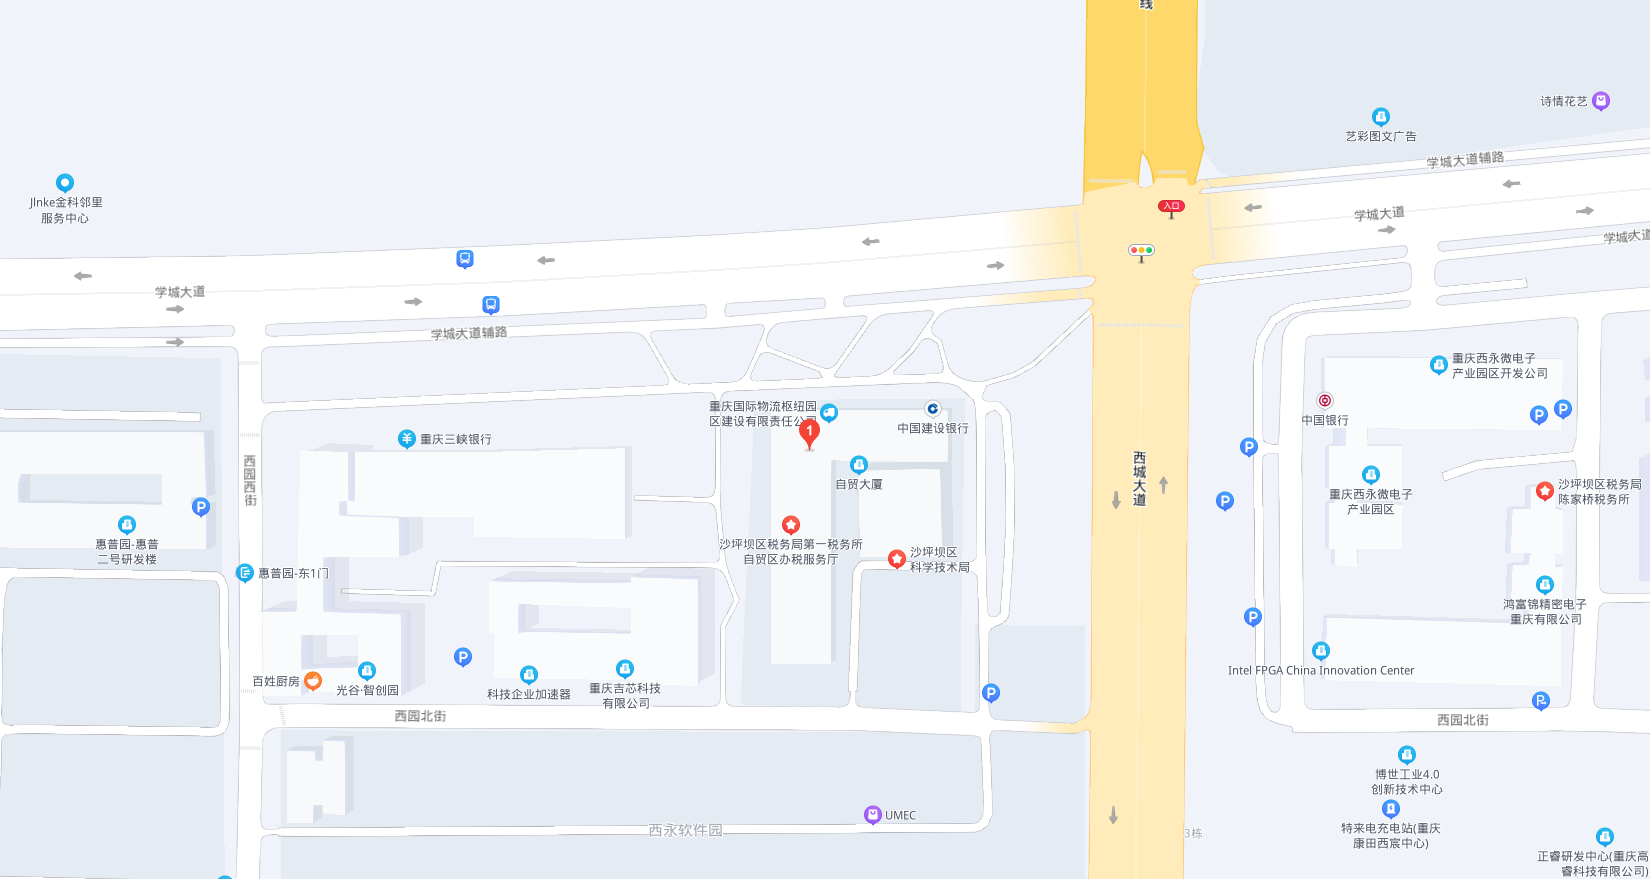 线
诗情花艺
艺彩图文广告
学城大道辅路
JInke金科邻里
服务中心
入口
学城大道
学城大道
学城大道
学城大道辅路
重庆西永微电子
产业园区开发公司
重庆国际物流枢纽园
区建设有限责任公司
1
中国建设银行
中国银行
重庆三峡银行
P
P
P
西园西街
西城大道
自贸大厦
重庆西永微电子
产业园区
沙坪坝区税务局
陈家桥税务所
P
P
惠普园-惠普
二号研发楼
沙坪坝区税务局第一税务所
自贸区办税服务厅
沙坪坝区
科学技术局
惠普园-东1门
鸿富锦精密电子
重庆有限公司
P
P
百姓厨房
光谷·智创园
科技企业加速器
重庆吉芯科技
有限公司
Intel FPGA China Innovation Center
P
P
西园北街
西园北街
博世工业4.0
创新技术中心
UMEC
西永软件园
3栋
特来电充电站(重庆
康田西宸中心)
正睿研发中心(重庆高
睿科技有限公司)